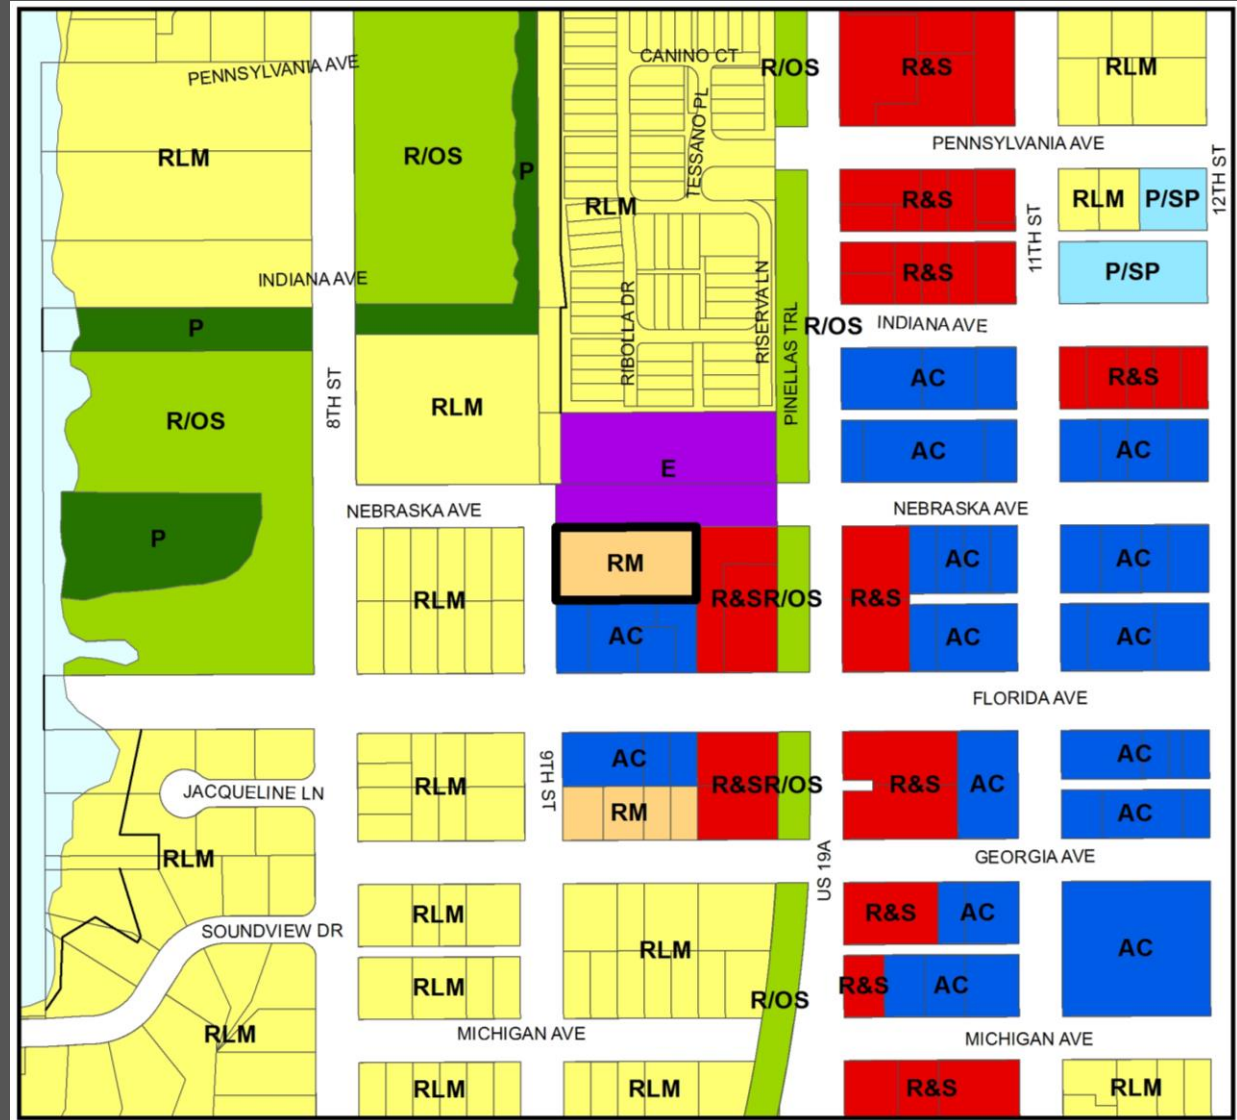 CANINO CT
PENNSYLVANIA AVE
R/OS
R&S
RLM
TESSANO PL
PENNSYLVANIA AVE
12TH ST
RLM
R/OS
P
RLM
R&S
RLM
P/SP
11TH ST
R&S
P/SP
INDIANA AVE
RISERVA LN
RIBOLLA DR
PINELLAS TRL
R/OS
INDIANA AVE
P
8TH ST
AC
R&S
RLM
R/OS
AC
AC
E
NEBRASKA AVE
NEBRASKA AVE
P
RM
AC
AC
RLM
R&S
R/OS
R&S
AC
AC
AC
FLORIDA AVE
9TH ST
AC
AC
RLM
R&S
R/OS
R&S
AC
JACQUELINE LN
RM
AC
RLM
US 19A
GEORGIA AVE
RLM
R&S
AC
SOUNDVIEW DR
RLM
AC
RLM
R/OS
R&S
AC
RLM
MICHIGAN AVE
MICHIGAN AVE
RLM
RLM
R&S
RLM